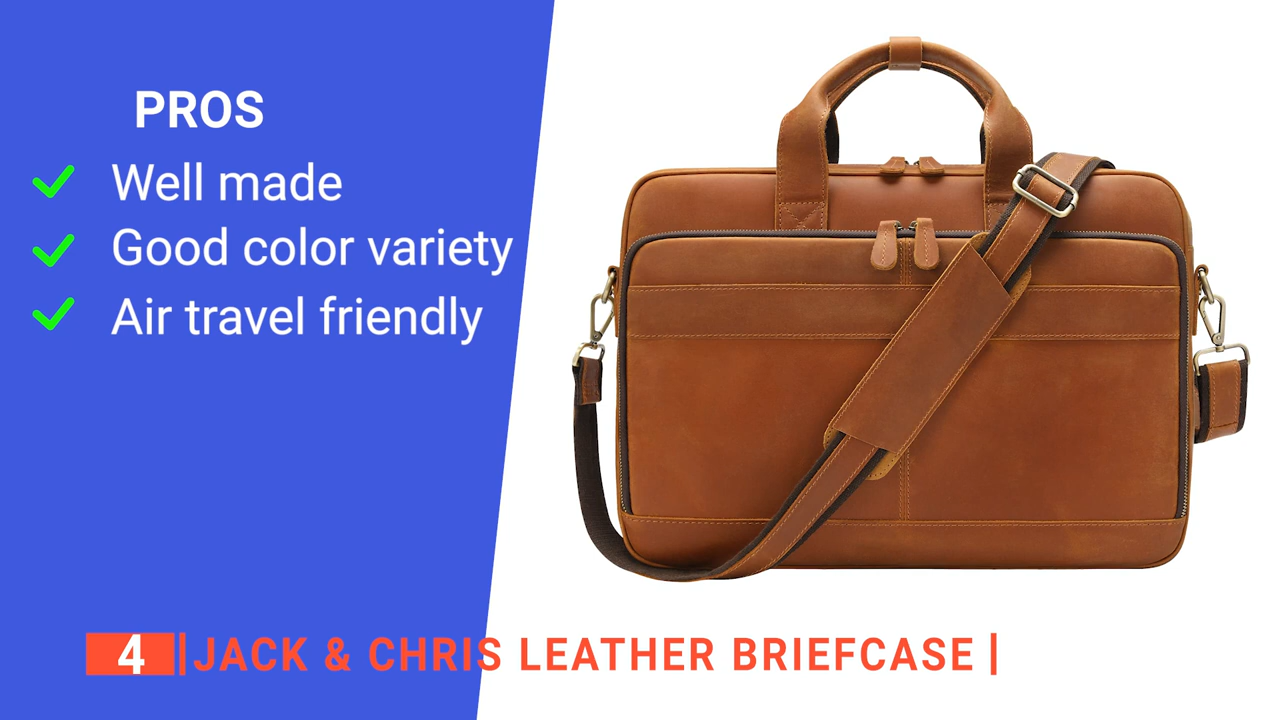 PROS
Well made
Good color variety
Air travel friendly
4 | JACK & CHRIS LEATHER BRIEFCASE |